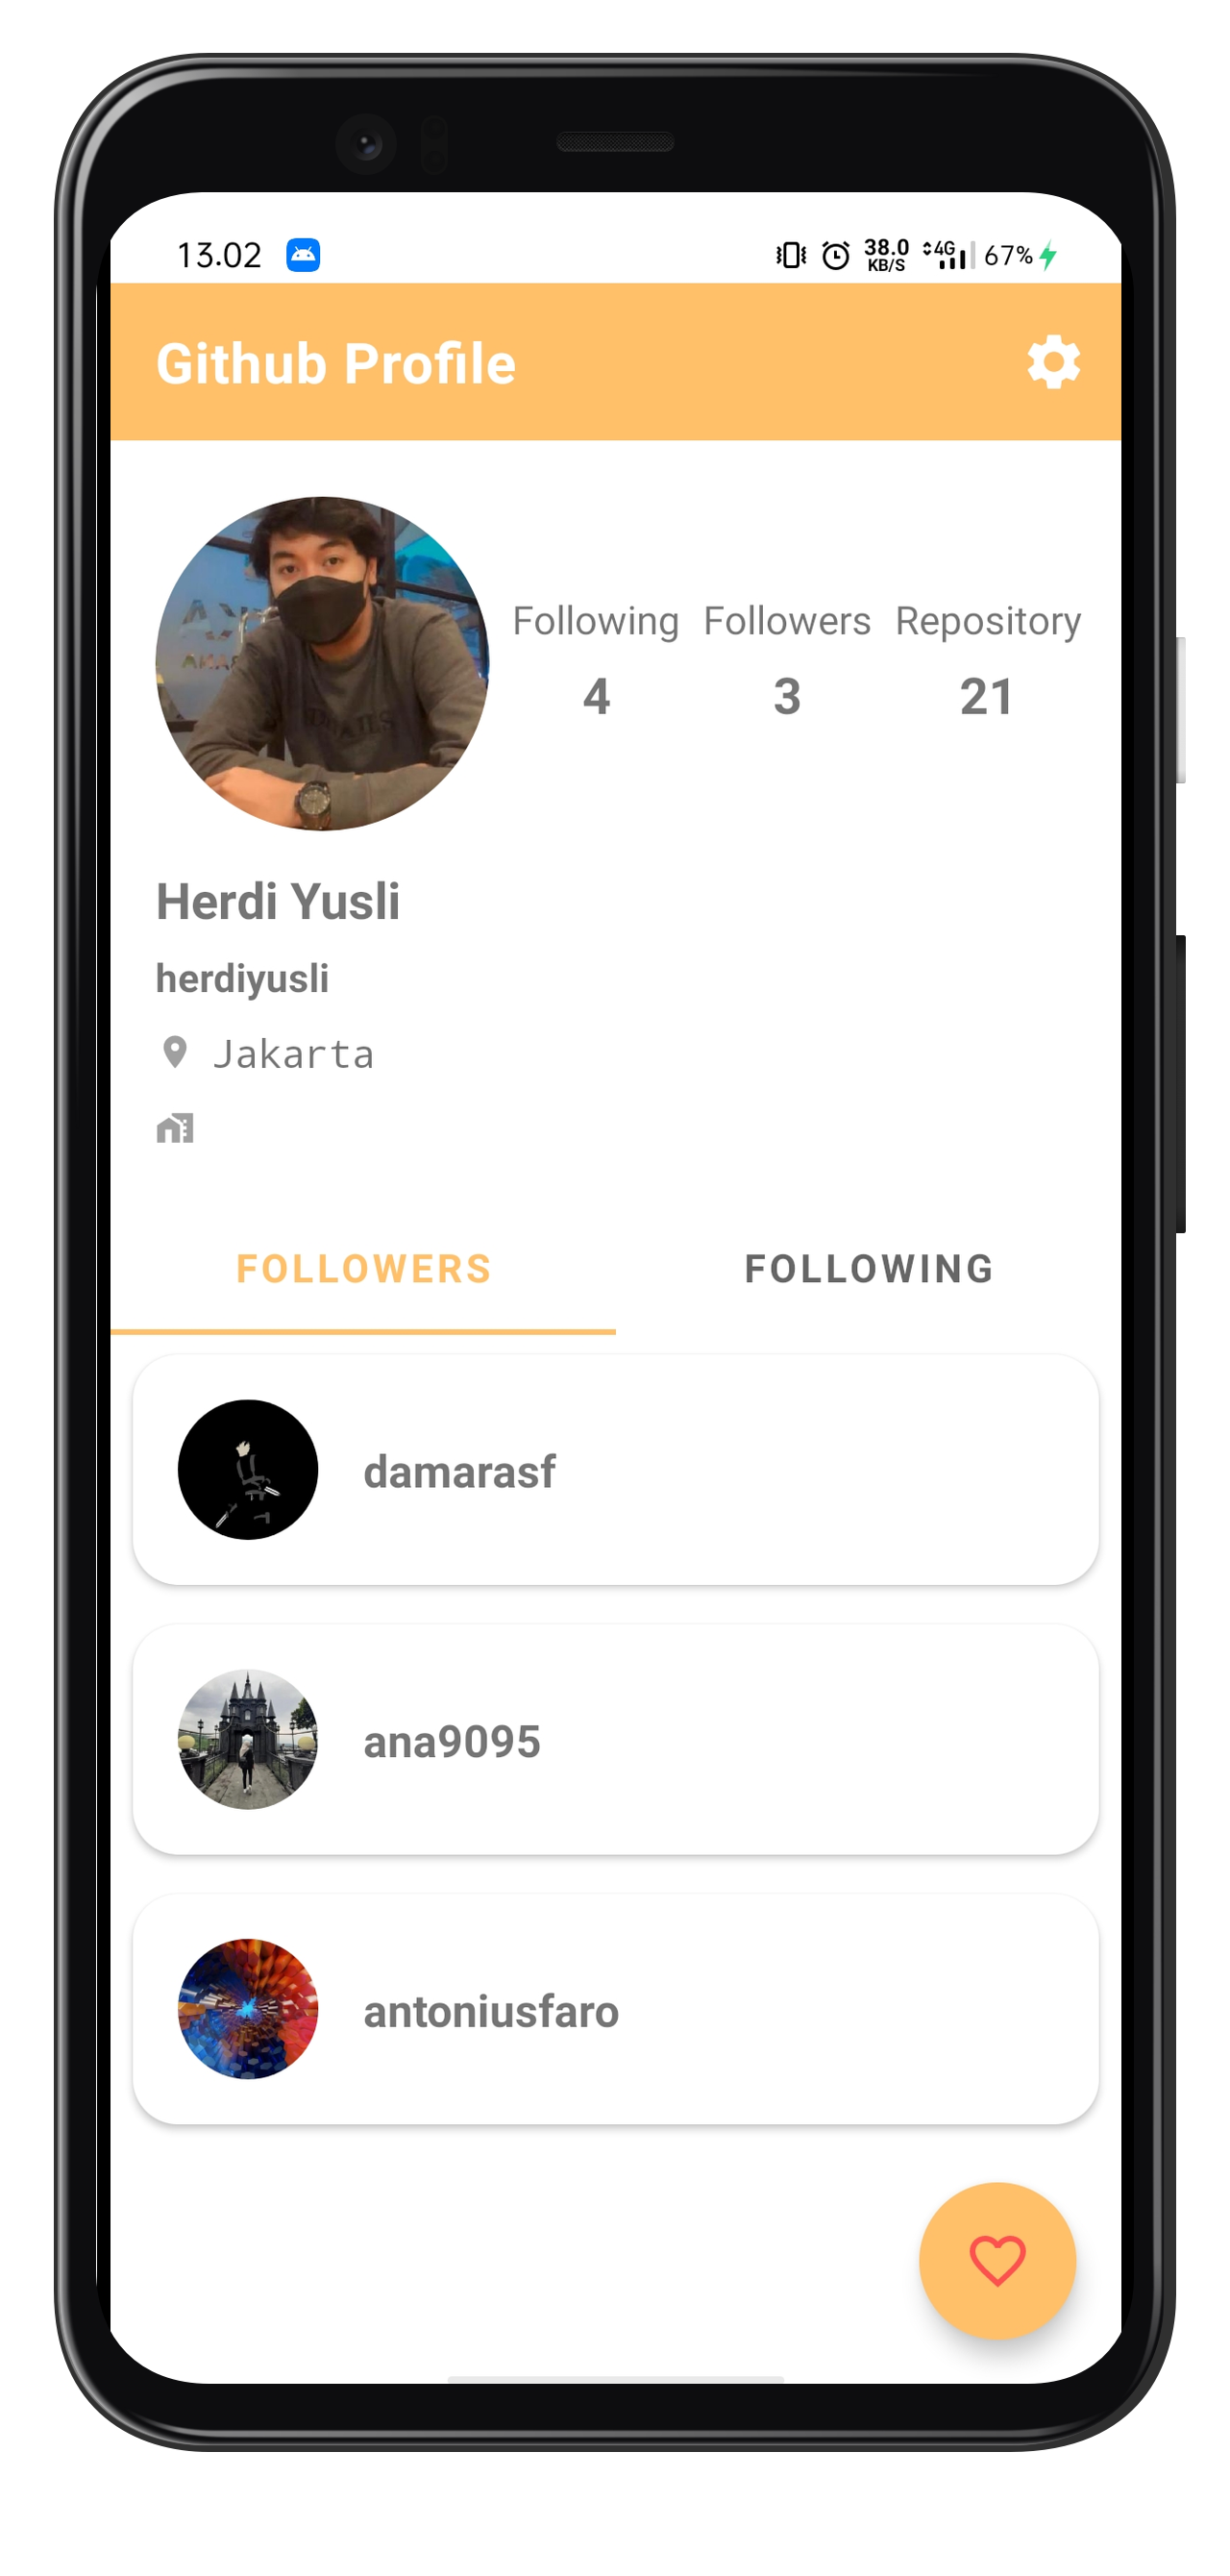 13.02 38.0 KB/S 4G 67%
Github Profile
Following Followers Repository
4 3 21
Herdi Yusli
herdiyusli
Jakarta
FOLLOWERS FOLLOWING
damarasf
ana9095
antoniusfaro